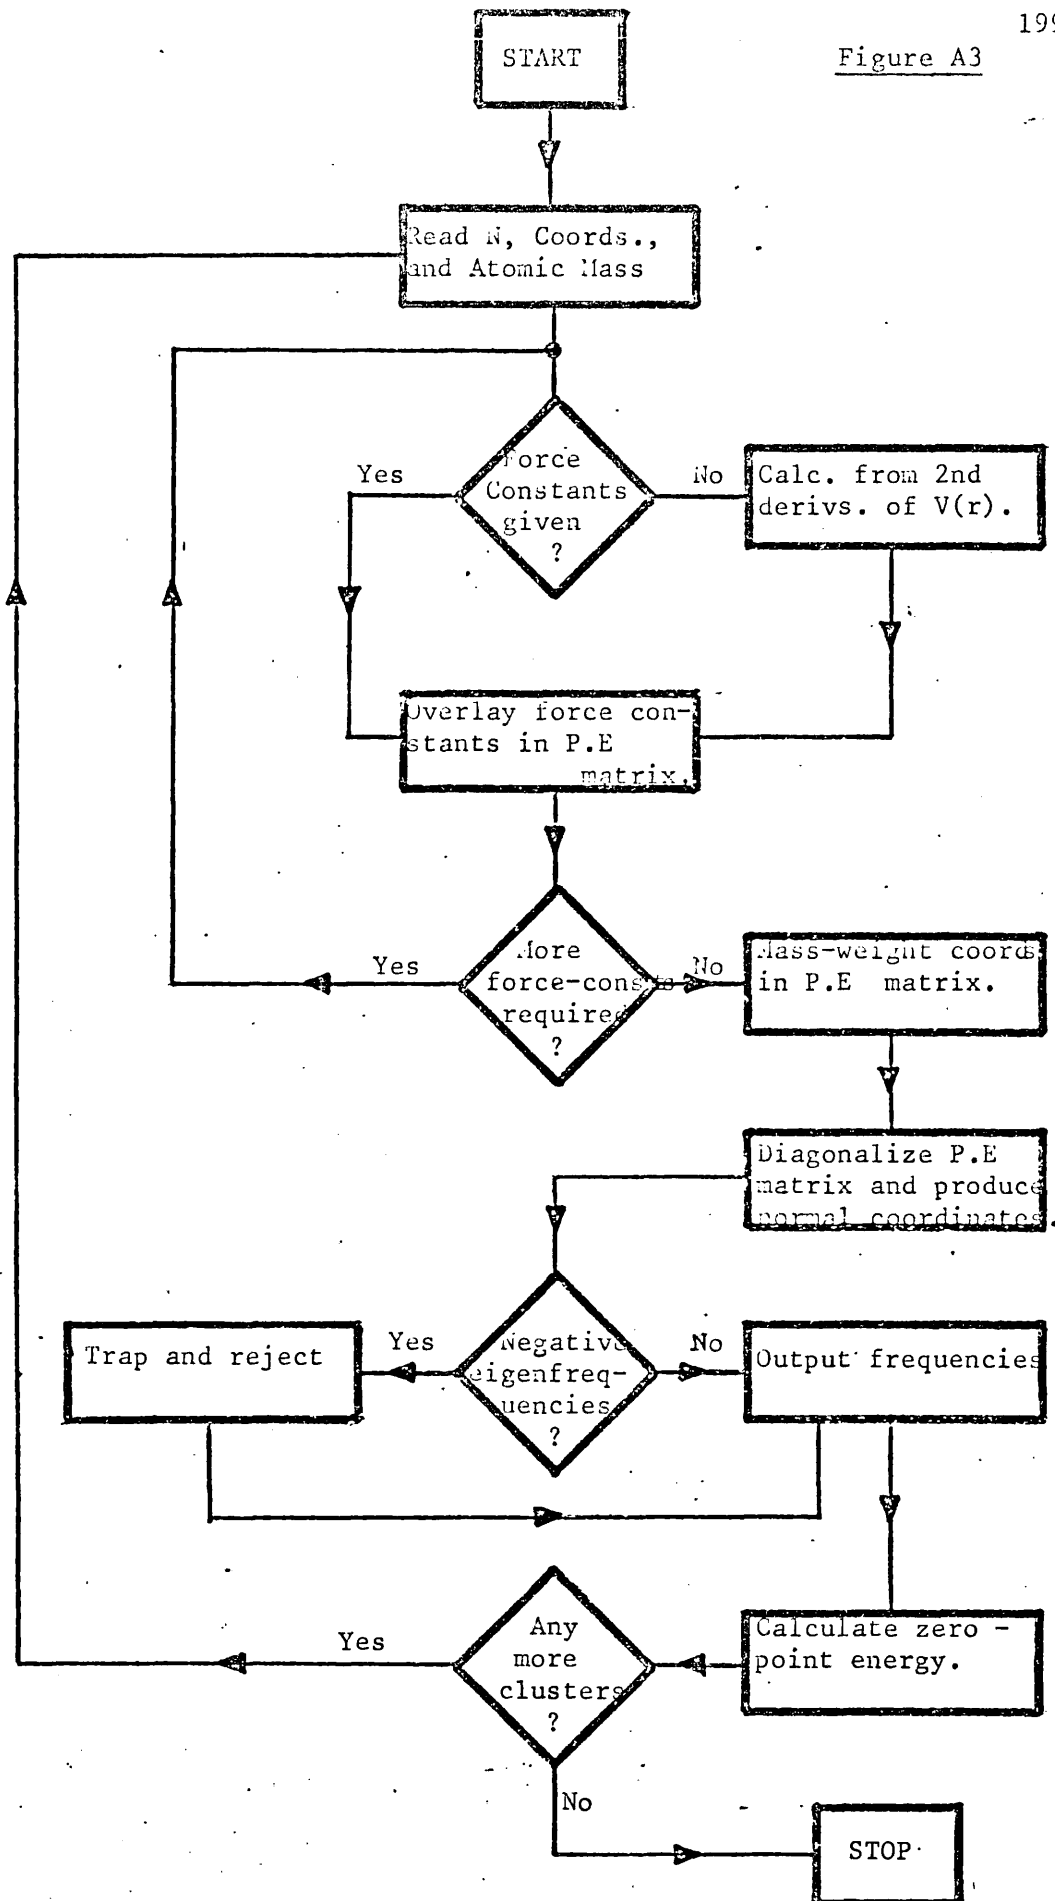 199
Figure A3
START
Read N, Coords.,
and Atomic Mass
Force
Constants
given
?
Yes
No
Calc. from 2nd
derivs. of V(r).
Overlay force con-
stants in P.E
matrix.
More
force-consts
required
?
Yes
No
Mass-weight coords
in P.E matrix.
Diagonalize P.E
matrix and produce
normal coordinates.
Negative
eigenfreq-
uencies
?
Yes
No
Trap and reject
Output frequencies
Calculate zero -
point energy.
Any
more
clusters
?
Yes
No
STOP